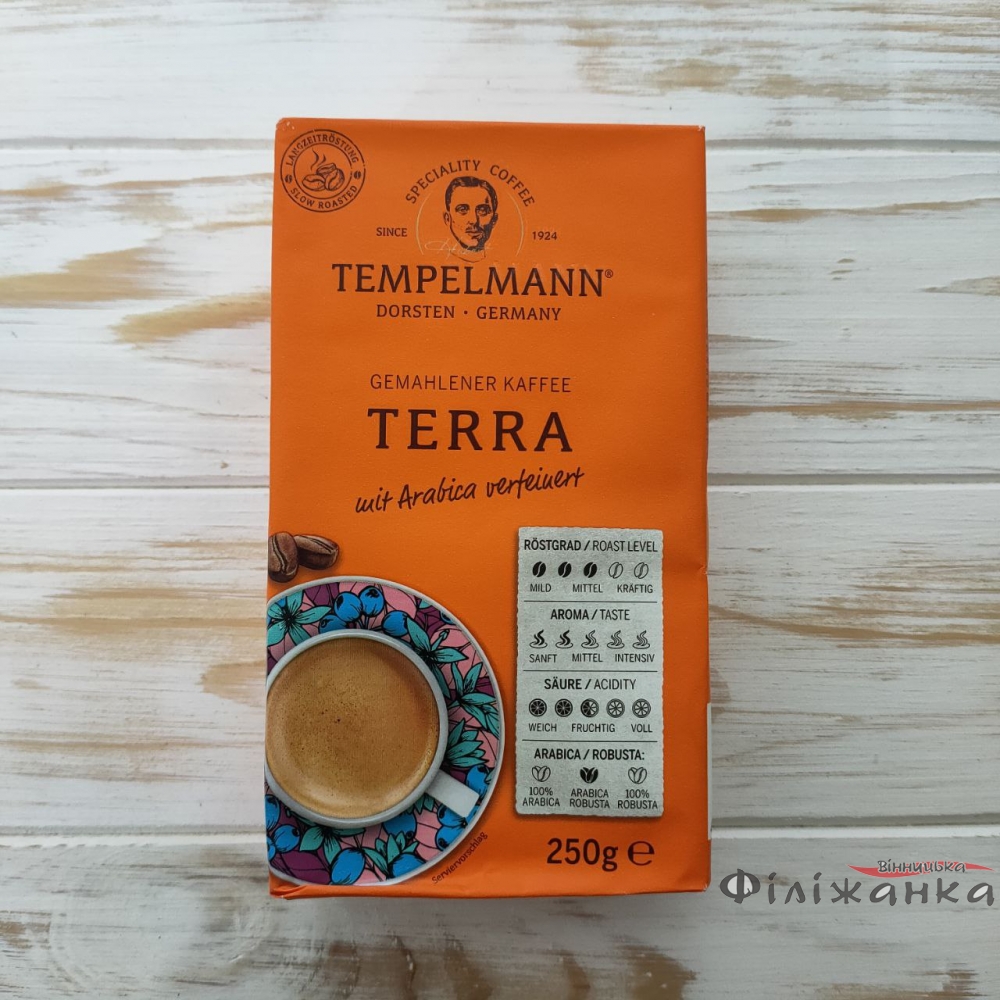 LANGZEITRÖSTUNG
SLOW ROASTED
SPECIALITY COFFEE
SINCE 1924
TEMPELMANN®
DORSTEN · GERMANY
GEMAHLENER KAFFEE
TERRA
mit Arabica verfeinert
RÖSTGRAD / ROAST LEVEL
MILD MITTEL KRÄFTIG
AROMA / TASTE
SANFT MITTEL INTENSIV
SÄURE / ACIDITY
WEICH FRUCHTIG VOLL
ARABICA / ROBUSTA:
100% ARABICA 100%
ARABICA ROBUSTA ROBUSTA
Serviervorschlag
250g ℮
Вінницька
Філіжанка